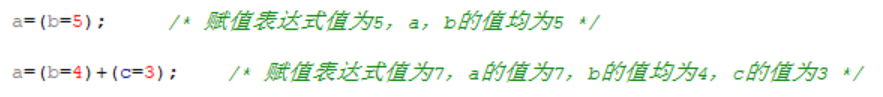 a=(b=5); /* 赋值表达式值为5，a，b的值均为5 */
a=(b=4)+(c=3); /* 赋值表达式值为7，a的值为7，b的值均为4，c的值为3 */